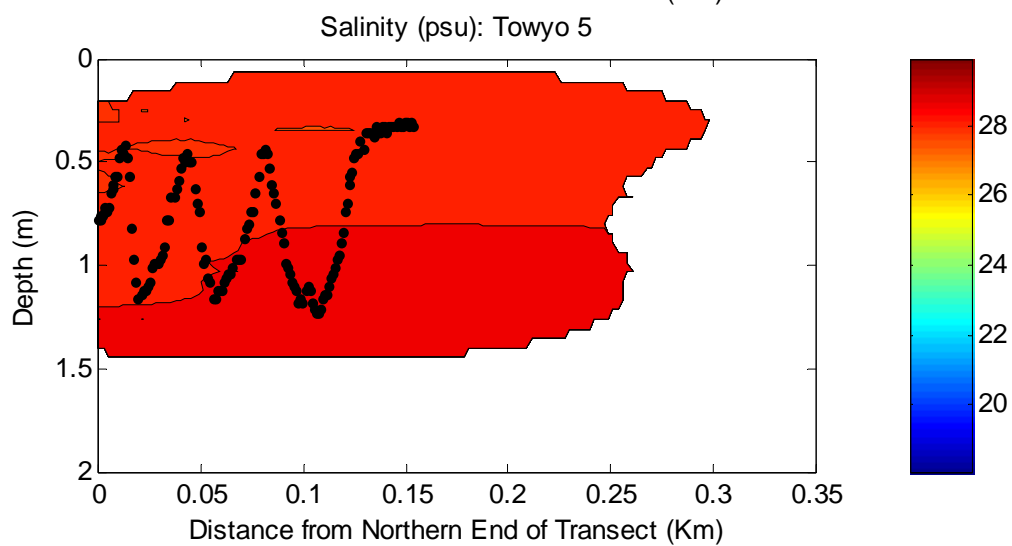 Salinity (psu): Towyo 5
0
0.5
1
1.5
2
Depth (m)
0 0.05 0.1 0.15 0.2 0.25 0.3 0.35
Distance from Northern End of Transect (Km)
28
26
24
22
20